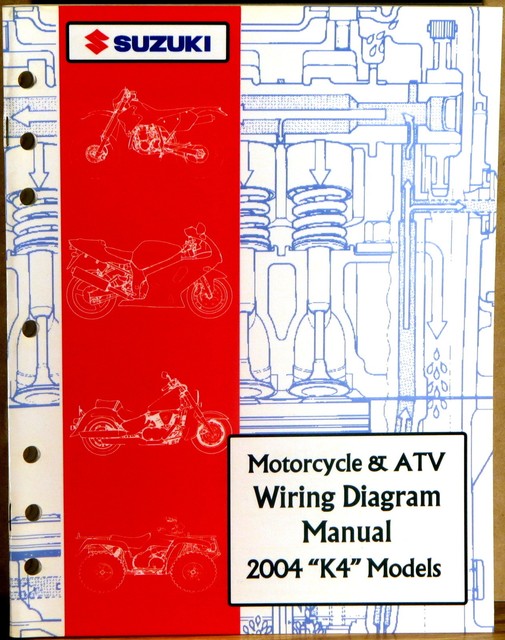 SUZUKI
Motorcycle & ATV
Wiring Diagram
Manual
2004 "K4" Models